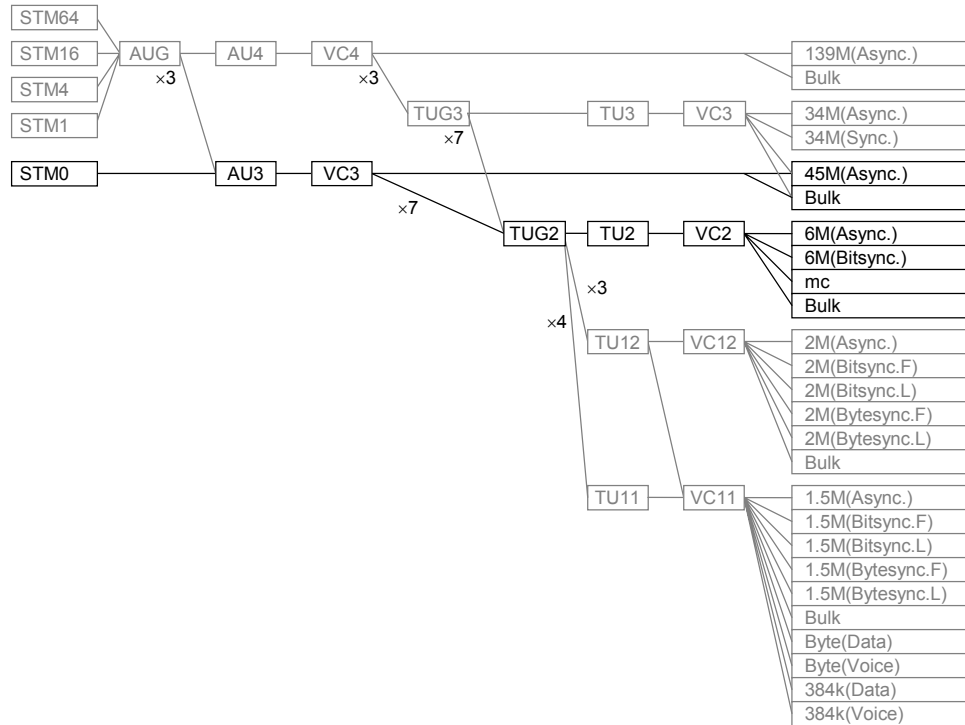 STM64
STM16 AUG AU4 VC4 139M(Async.)
×3 ×3 Bulk
STM4
STM1 TUG3 TU3 VC3 34M(Async.)
×7 34M(Sync.)
STM0 AU3 VC3 45M(Async.)
×7 Bulk
TUG2 TU2 VC2 6M(Async.)
6M(Bitsync.)
×3 mc
×4 Bulk
TU12 VC12 2M(Async.)
2M(Bitsync.F)
2M(Bitsync.L)
2M(Bytesync.F)
2M(Bytesync.L)
Bulk
TU11 VC11 1.5M(Async.)
1.5M(Bitsync.F)
1.5M(Bitsync.L)
1.5M(Bytesync.F)
1.5M(Bytesync.L)
Bulk
Byte(Data)
Byte(Voice)
384k(Data)
384k(Voice)